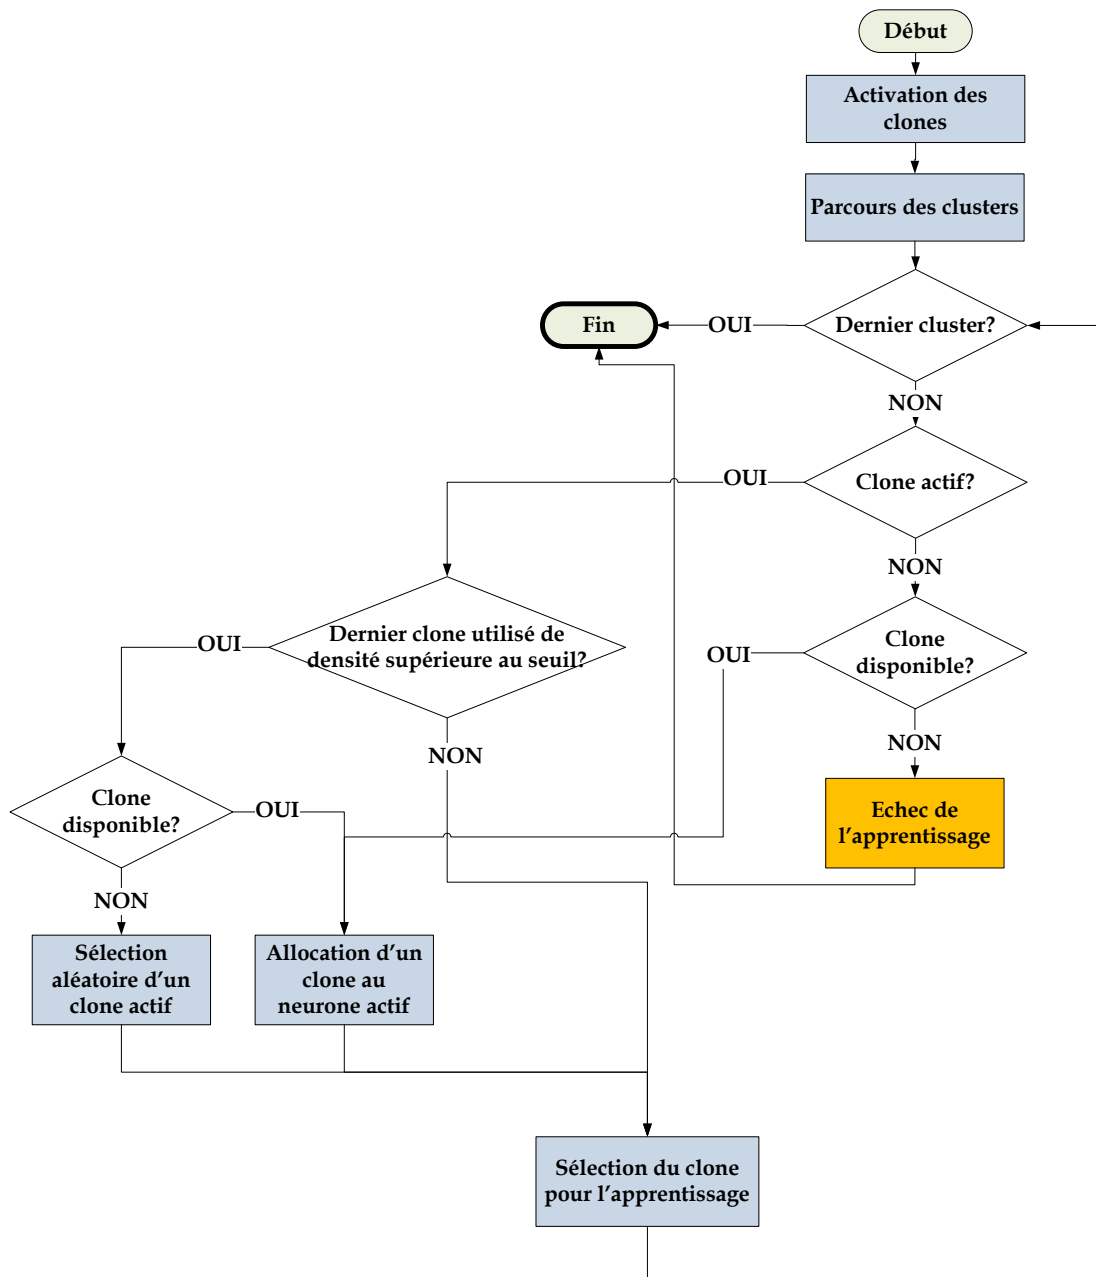 Début
Activation des
clones
Parcours des clusters
Dernier cluster?
OUI
Fin
NON
Clone actif?
OUI
NON
Clone
disponible?
OUI
NON
Echec de
l’apprentissage
Dernier clone utilisé de
densité supérieure au seuil?
OUI
NON
Clone
disponible?
OUI
NON
Sélection
aléatoire d’un
clone actif
Allocation d’un
clone au
neurone actif
Sélection du clone
pour l’apprentissage